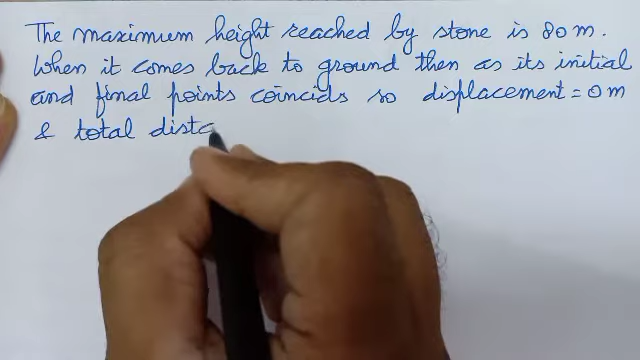 The maximum height reached by stone is 80 m.
When it comes back to ground then as its initial
and final points coincids so displacement = 0 m
& total dista